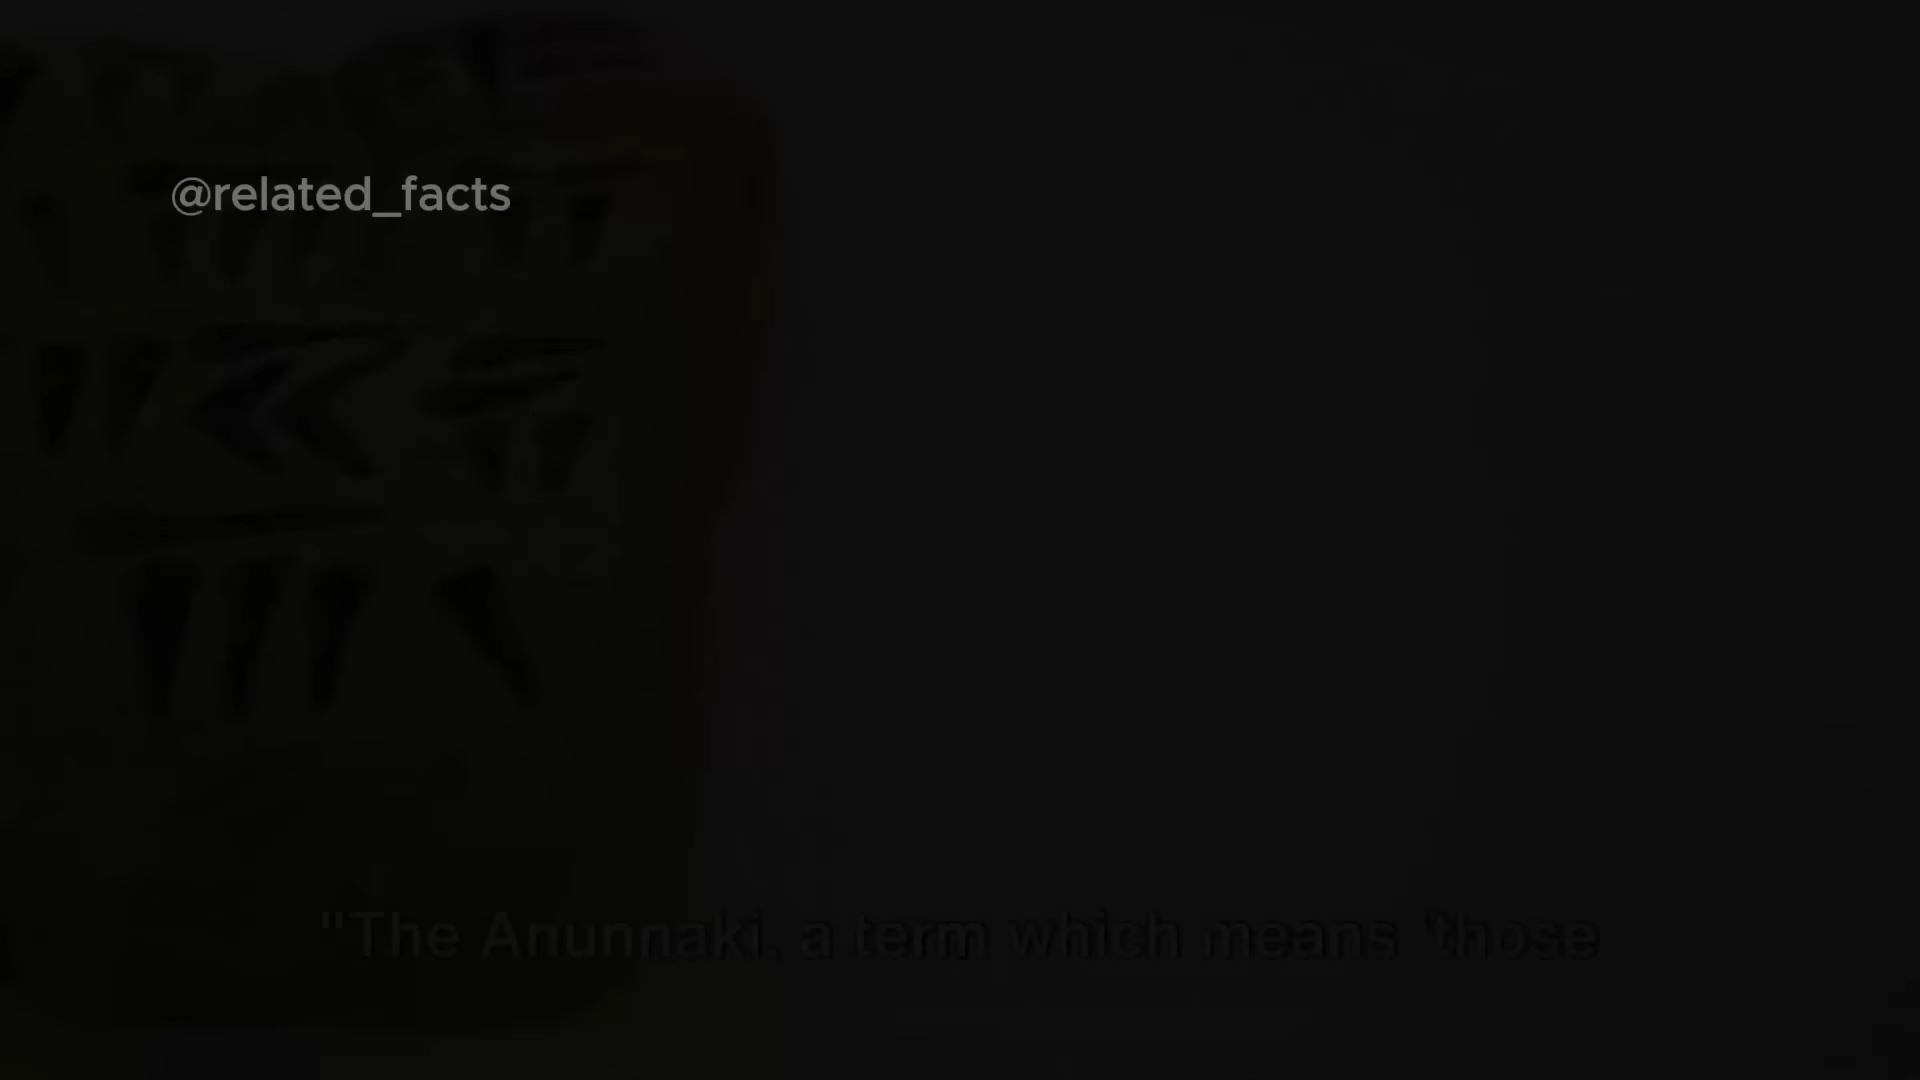 @related_facts
"The Anunnaki, a term which means 'those